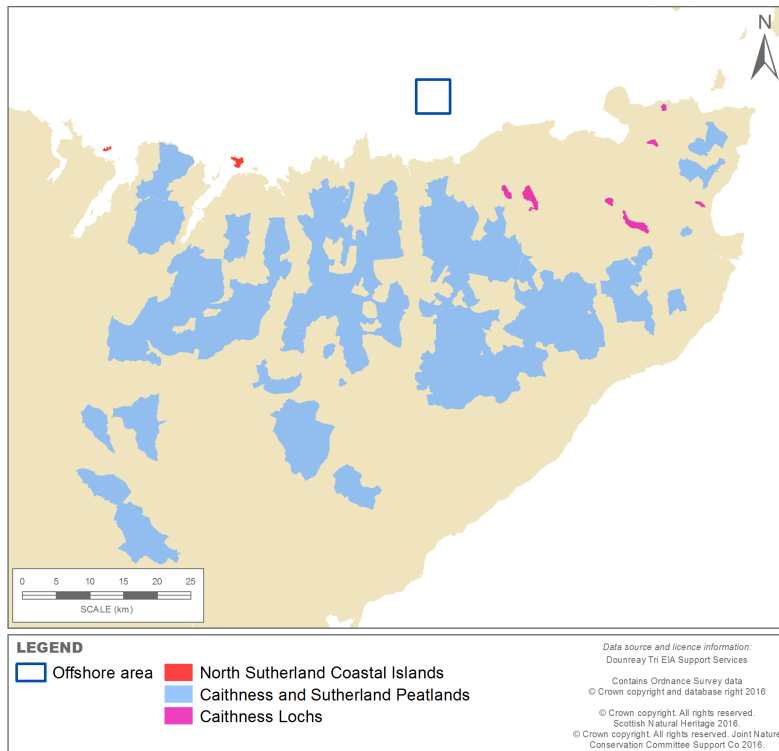 N
0 5 10 15 20 25
SCALE (km)
LEGEND
Offshore area
North Sutherland Coastal Islands
Caithness and Sutherland Peatlands
Caithness Lochs
Data source and licence information:
Dounreay Tri EIA Support Services
Contains Ordnance Survey data
© Crown copyright and database right 2016
© Crown copyright. All rights reserved.
Scottish Natural Heritage 2016.
© Crown copyright. All rights reserved. Joint Nature
Conservation Committee Support Co 2016.